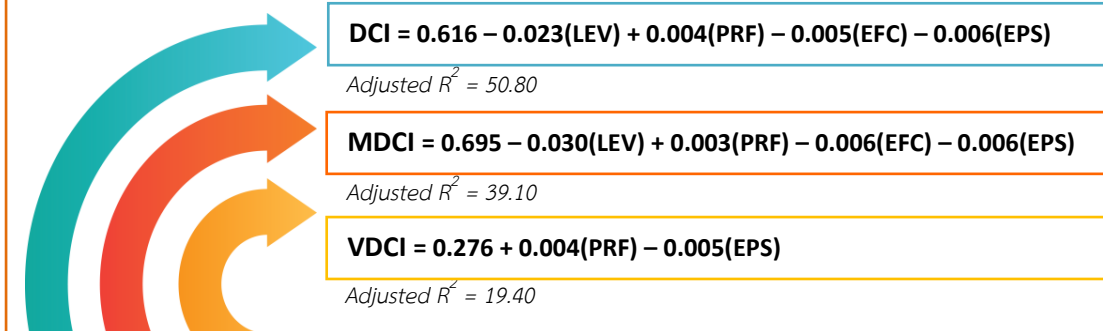 DCI = 0.616 – 0.023(LEV) + 0.004(PRF) – 0.005(EFC) – 0.006(EPS)
Adjusted R² = 50.80
MDCI = 0.695 – 0.030(LEV) + 0.003(PRF) – 0.006(EFC) – 0.006(EPS)
Adjusted R² = 39.10
VDCI = 0.276 + 0.004(PRF) – 0.005(EPS)
Adjusted R² = 19.40